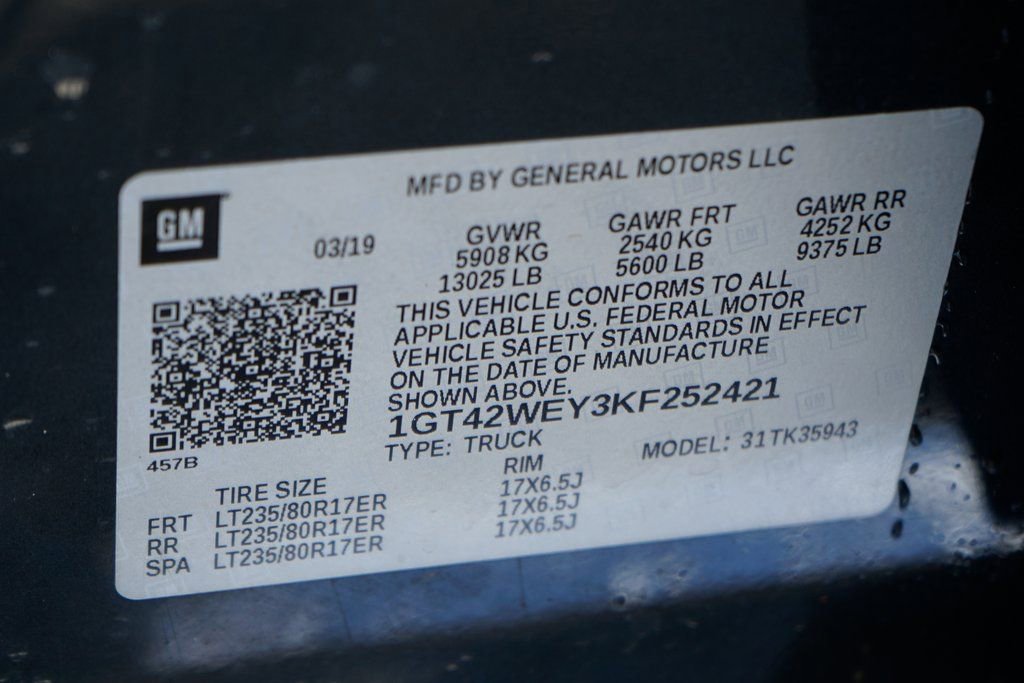 MFD BY GENERAL MOTORS LLC
GM
03/19
GVWR GAWR FRT GAWR RR
5908 KG 2540 KG 4252 KG
13025 LB 5600 LB 9375 LB
THIS VEHICLE CONFORMS TO ALL
APPLICABLE U.S. FEDERAL MOTOR
VEHICLE SAFETY STANDARDS IN EFFECT
ON THE DATE OF MANUFACTURE
SHOWN ABOVE.
1GT42WEY3KF252421
TYPE: TRUCK MODEL: 31TK35943
457B
TIRE SIZE RIM
FRT LT235/80R17ER 17X6.5J
RR LT235/80R17ER 17X6.5J
SPA LT235/80R17ER 17X6.5J